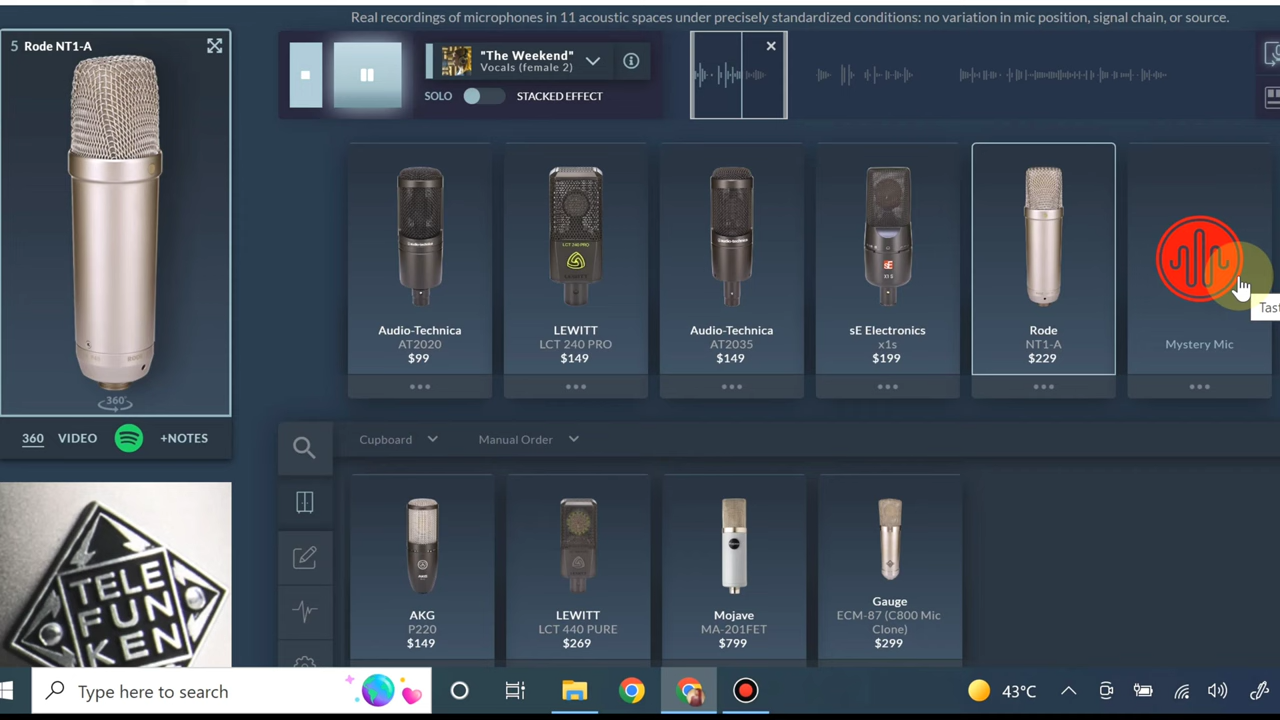 Real recordings of microphones in 11 acoustic spaces under precisely standardized conditions: no variation in mic position, signal chain, or source.
5 Rode NT1-A
"The Weekend"
Vocals (female 2)
SOLO STACKED EFFECT
Audio-Technica
AT2020
$99
LEWITT
LCT 240 PRO
$149
Audio-Technica
AT2035
$149
sE Electronics
x1s
$199
Rode
NT1-A
$229
Mystery Mic
Tast
360°
360 VIDEO +NOTES
Cupboard Manual Order
AKG
P220
$149
LEWITT
LCT 440 PURE
$269
Mojave
MA-201FET
$799
Gauge
ECM-87 (C800 Mic
Clone)
$299
TELE
FUN
KEN
Type here to search
43°C